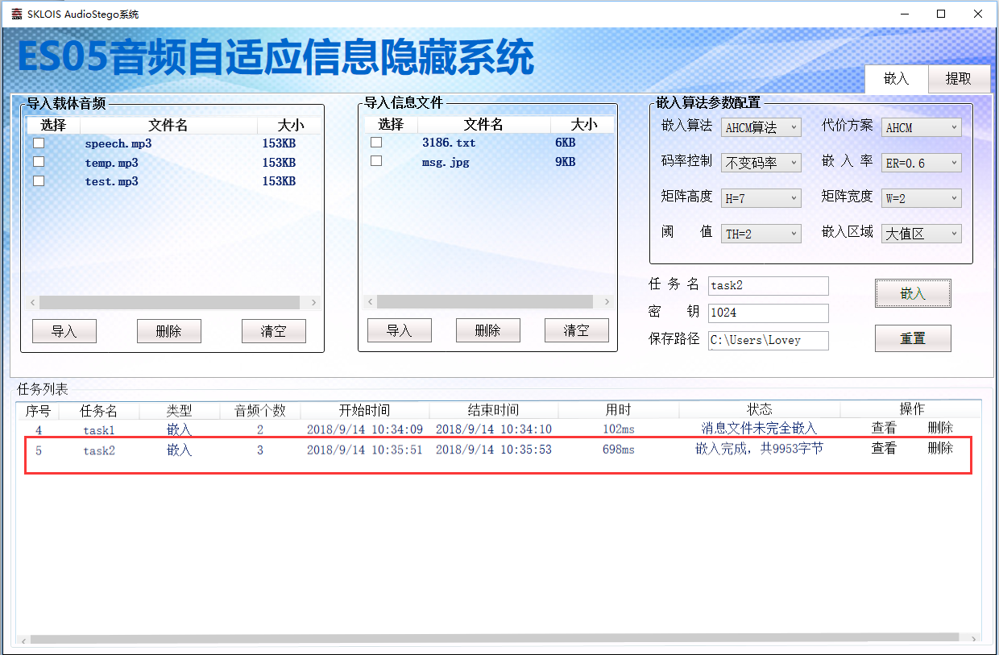 SKLOIS AudioStego系统
ES05音频自适应信息隐藏系统
嵌入 提取
导入载体音频
选择 文件名 大小
speech.mp3 153KB
temp.mp3 153KB
test.mp3 153KB
导入 删除 清空
导入信息文件
选择 文件名 大小
3186.txt 6KB
msg.jpg 9KB
导入 删除 清空
嵌入算法参数配置
嵌入算法 AHCM算法 代价方案 AHCM
码率控制 不变码率 嵌入率 ER=0.6
矩阵高度 H=7 矩阵宽度 W=2
阈值 TH=2 嵌入区域 大值区
任务名 task2
密钥 1024
保存路径 C:\Users\Lovey
嵌入
重置
任务列表
序号 任务名 类型 音频个数 开始时间 结束时间 用时 状态 操作
4 task1 嵌入 2 2018/9/14 10:34:09 2018/9/14 10:34:10 102ms 消息文件未完全嵌入 查看 删除
5 task2 嵌入 3 2018/9/14 10:35:51 2018/9/14 10:35:53 698ms 嵌入完成，共9953字节 查看 删除